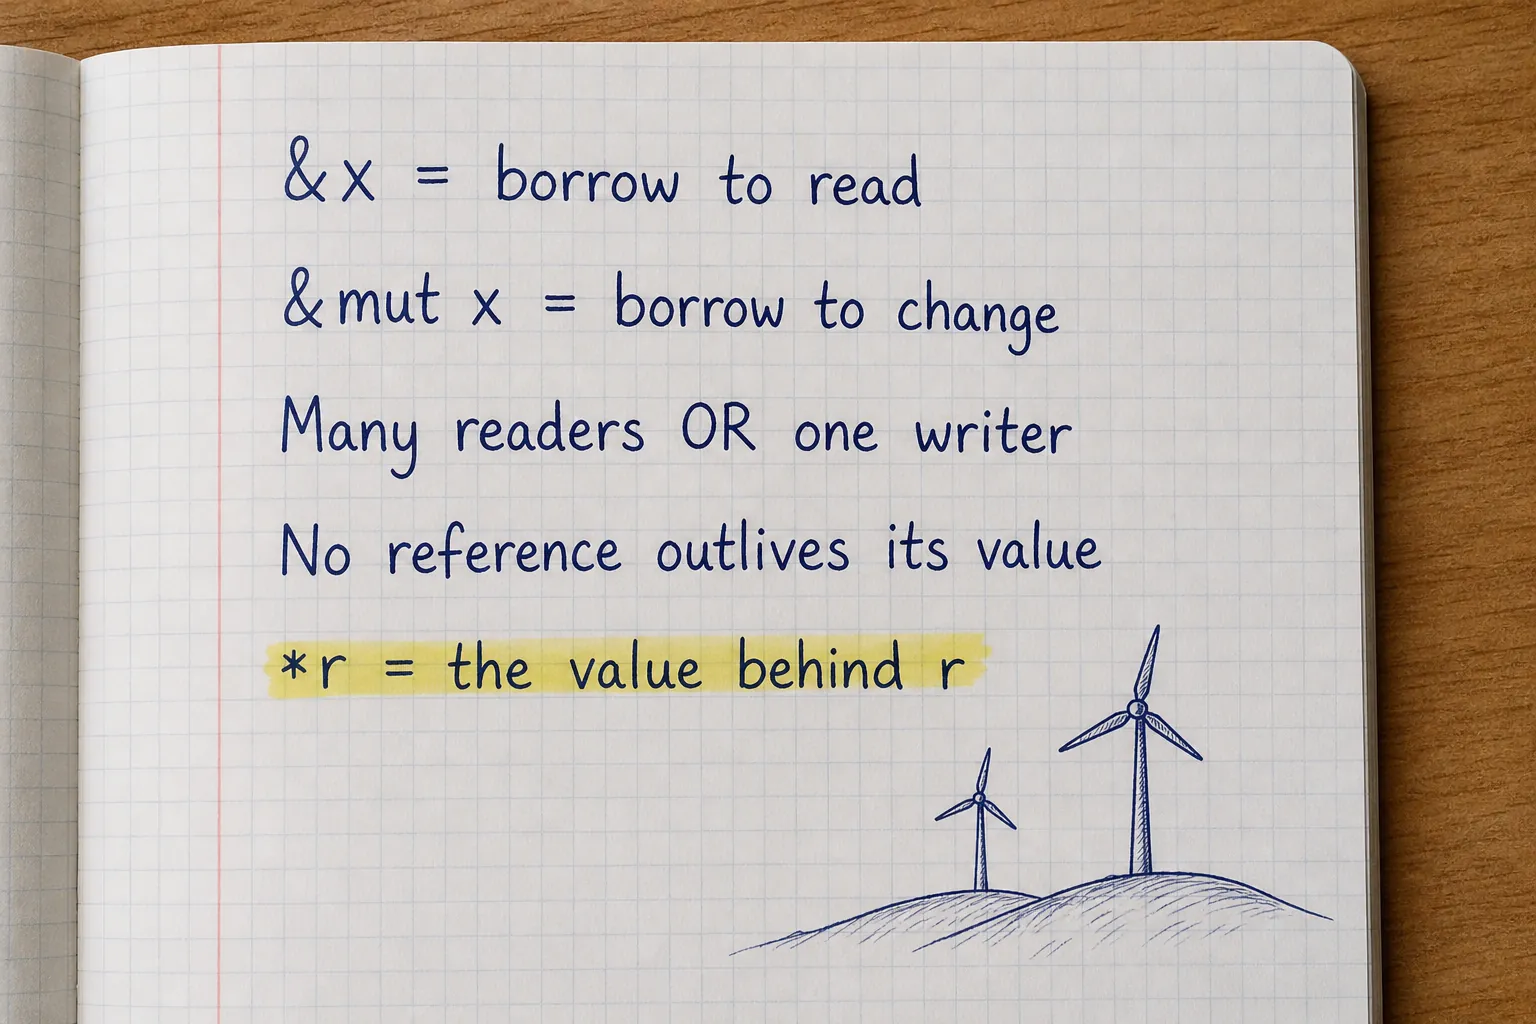 &x = borrow to read
&mut x = borrow to change
Many readers OR one writer
No reference outlives its value
*r = the value behind r